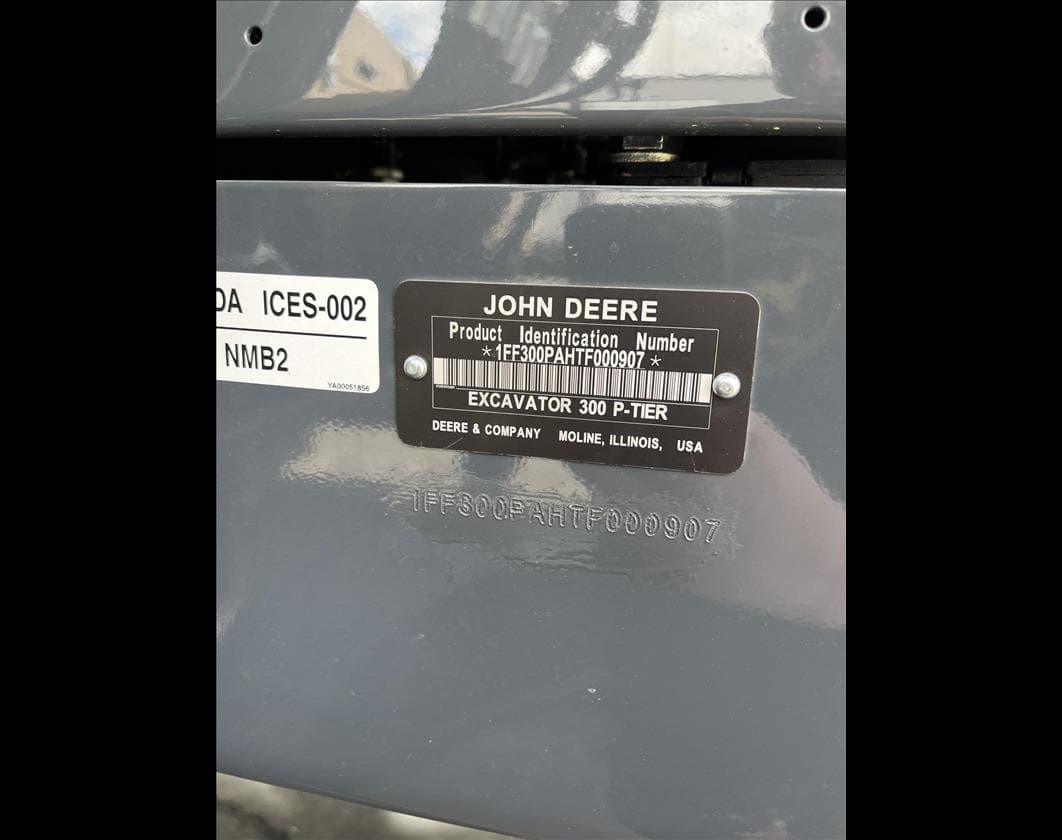 DA ICES-002
NMB2
YA00051856
JOHN DEERE
Product Identification Number
*1FF300PAHTF000907*
EXCAVATOR 300 P-TIER
DEERE & COMPANY MOLINE, ILLINOIS, USA
1FF300PAHTF000907